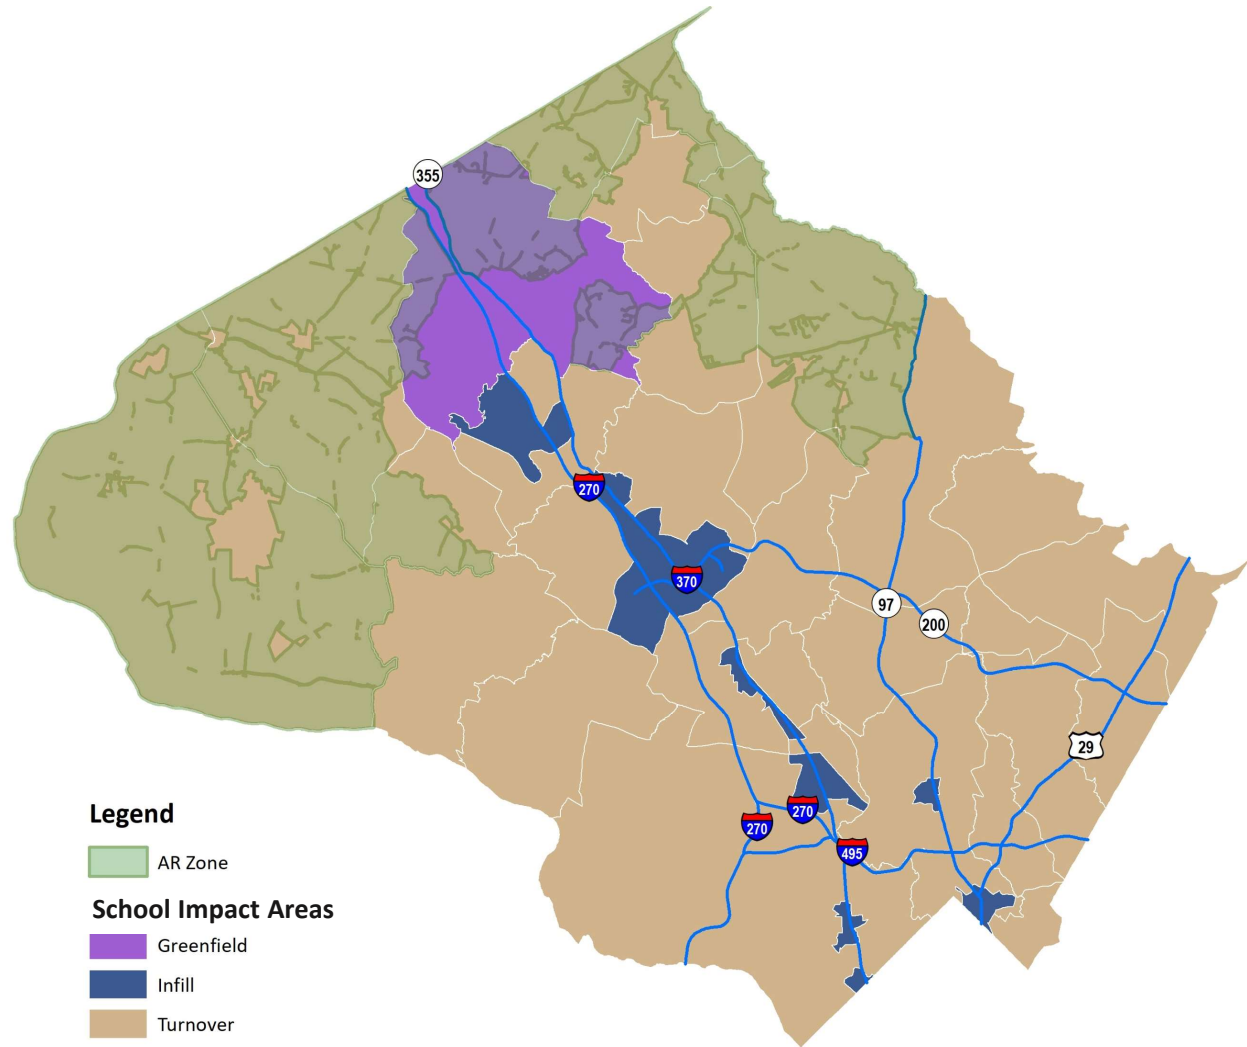 355
270
370
97
200
29
270
270
495
Legend
AR Zone
School Impact Areas
Greenfield
Infill
Turnover